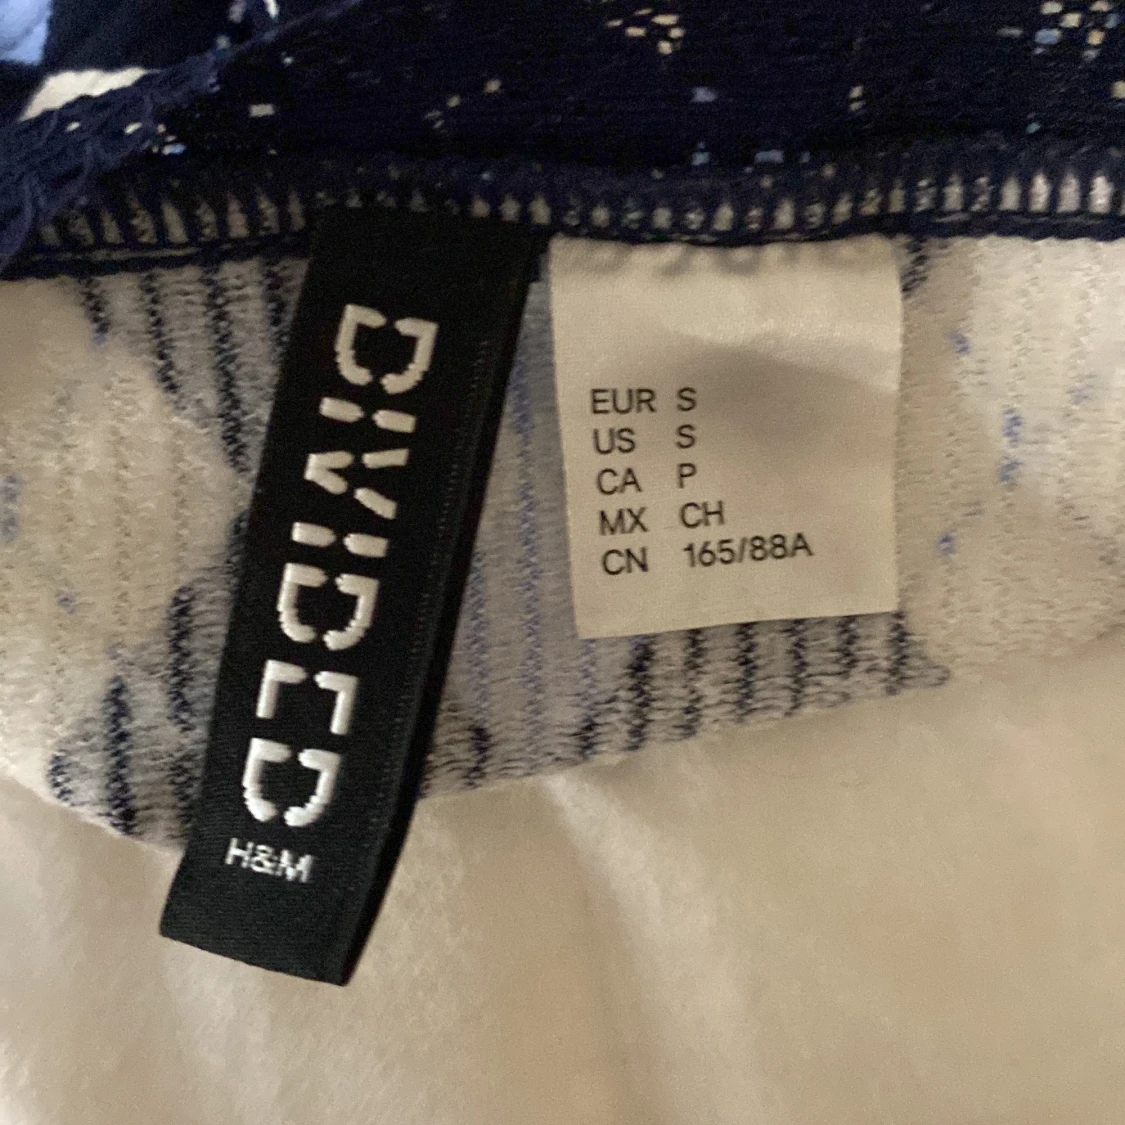 DIVIDED
H&M
EUR S
US S
CA P
MX CH
CN 165/88A